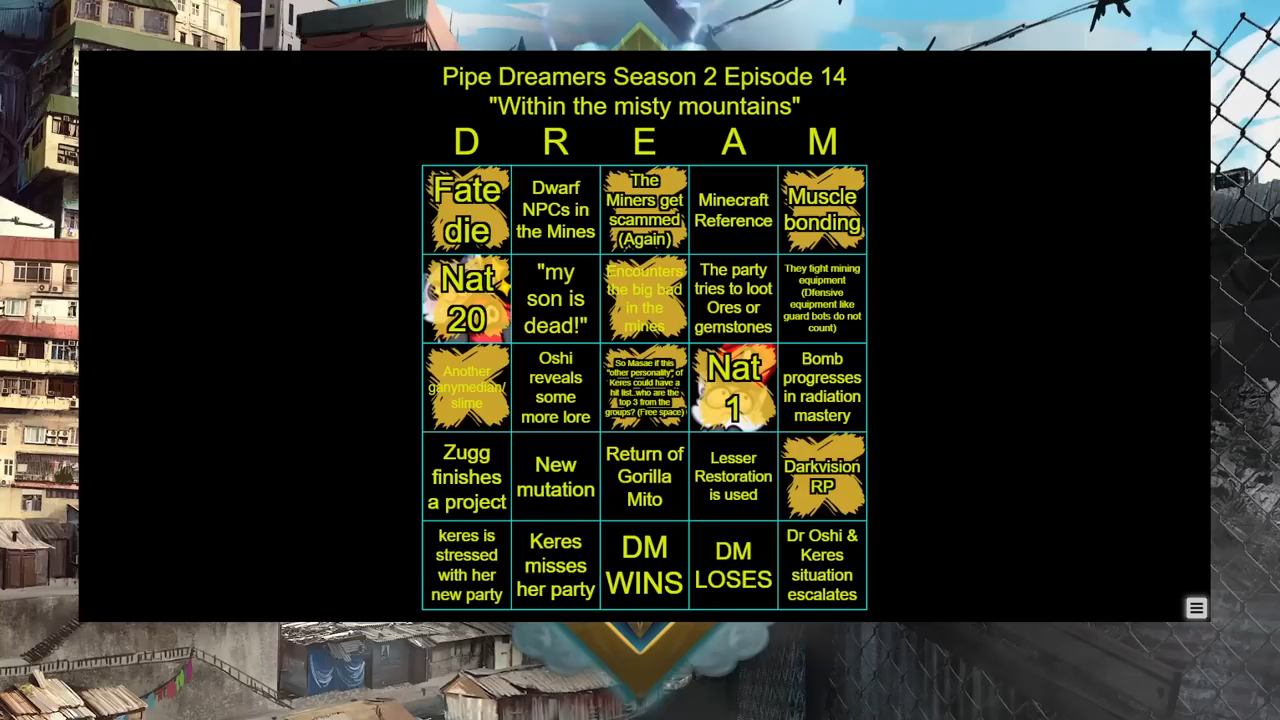 Pipe Dreamers Season 2 Episode 14
"Within the misty mountains"
D R E A M
Fate
die
Dwarf
NPCs in
the Mines
The
Miners get
scammed
(Again)
Minecraft
Reference
Muscle
bonding
Nat
20
"my
son is
dead!"
Encounters
the big bad
in the
mines
The party
tries to loot
Ores or
gemstones
They fight mining
equipment
(Dfensive
equipment like
guard bots do not
count)
Another
ganymedian/
slime
Oshi
reveals
some
more lore
So Masae if this
"other personality" of
Keres could have a
hit list..who are the
top 3 from the
groups? (Free space)
Nat
1
Bomb
progresses
in radiation
mastery
Zugg
finishes
a project
New
mutation
Return of
Gorilla
Mito
Lesser
Restoration
is used
Darkvision
RP
keres is
stressed
with her
new party
Keres
misses
her party
DM
WINS
DM
LOSES
Dr Oshi &
Keres
situation
escalates